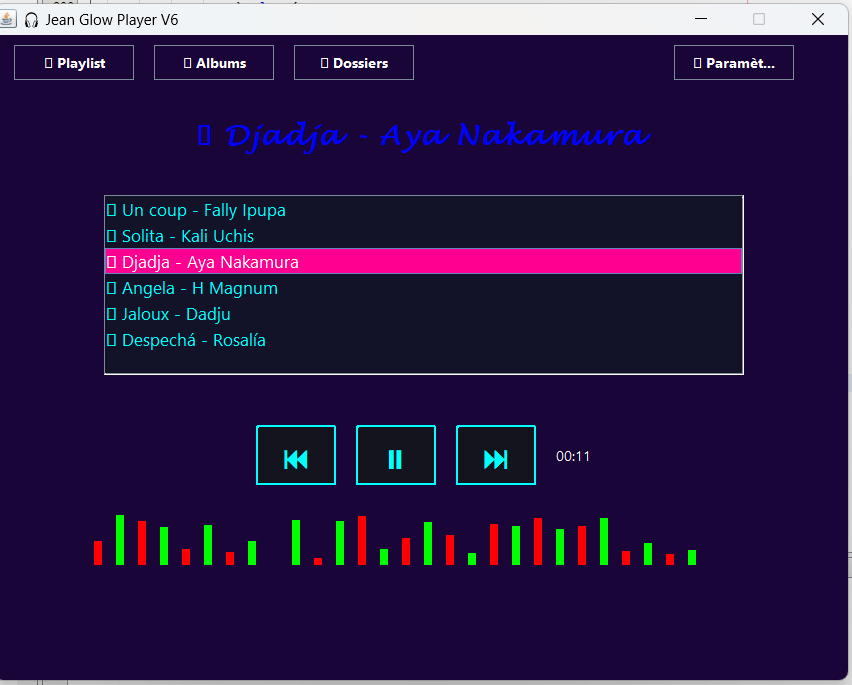 Jean Glow Player V6
▯ Playlist
▯ Albums
▯ Dossiers
▯ Paramèt...
▯ Djadja - Aya Nakamura
▯ Un coup - Fally Ipupa
▯ Solita - Kali Uchis
▯ Djadja - Aya Nakamura
▯ Angela - H Magnum
▯ Jaloux - Dadju
▯ Despechá - Rosalía
00:11